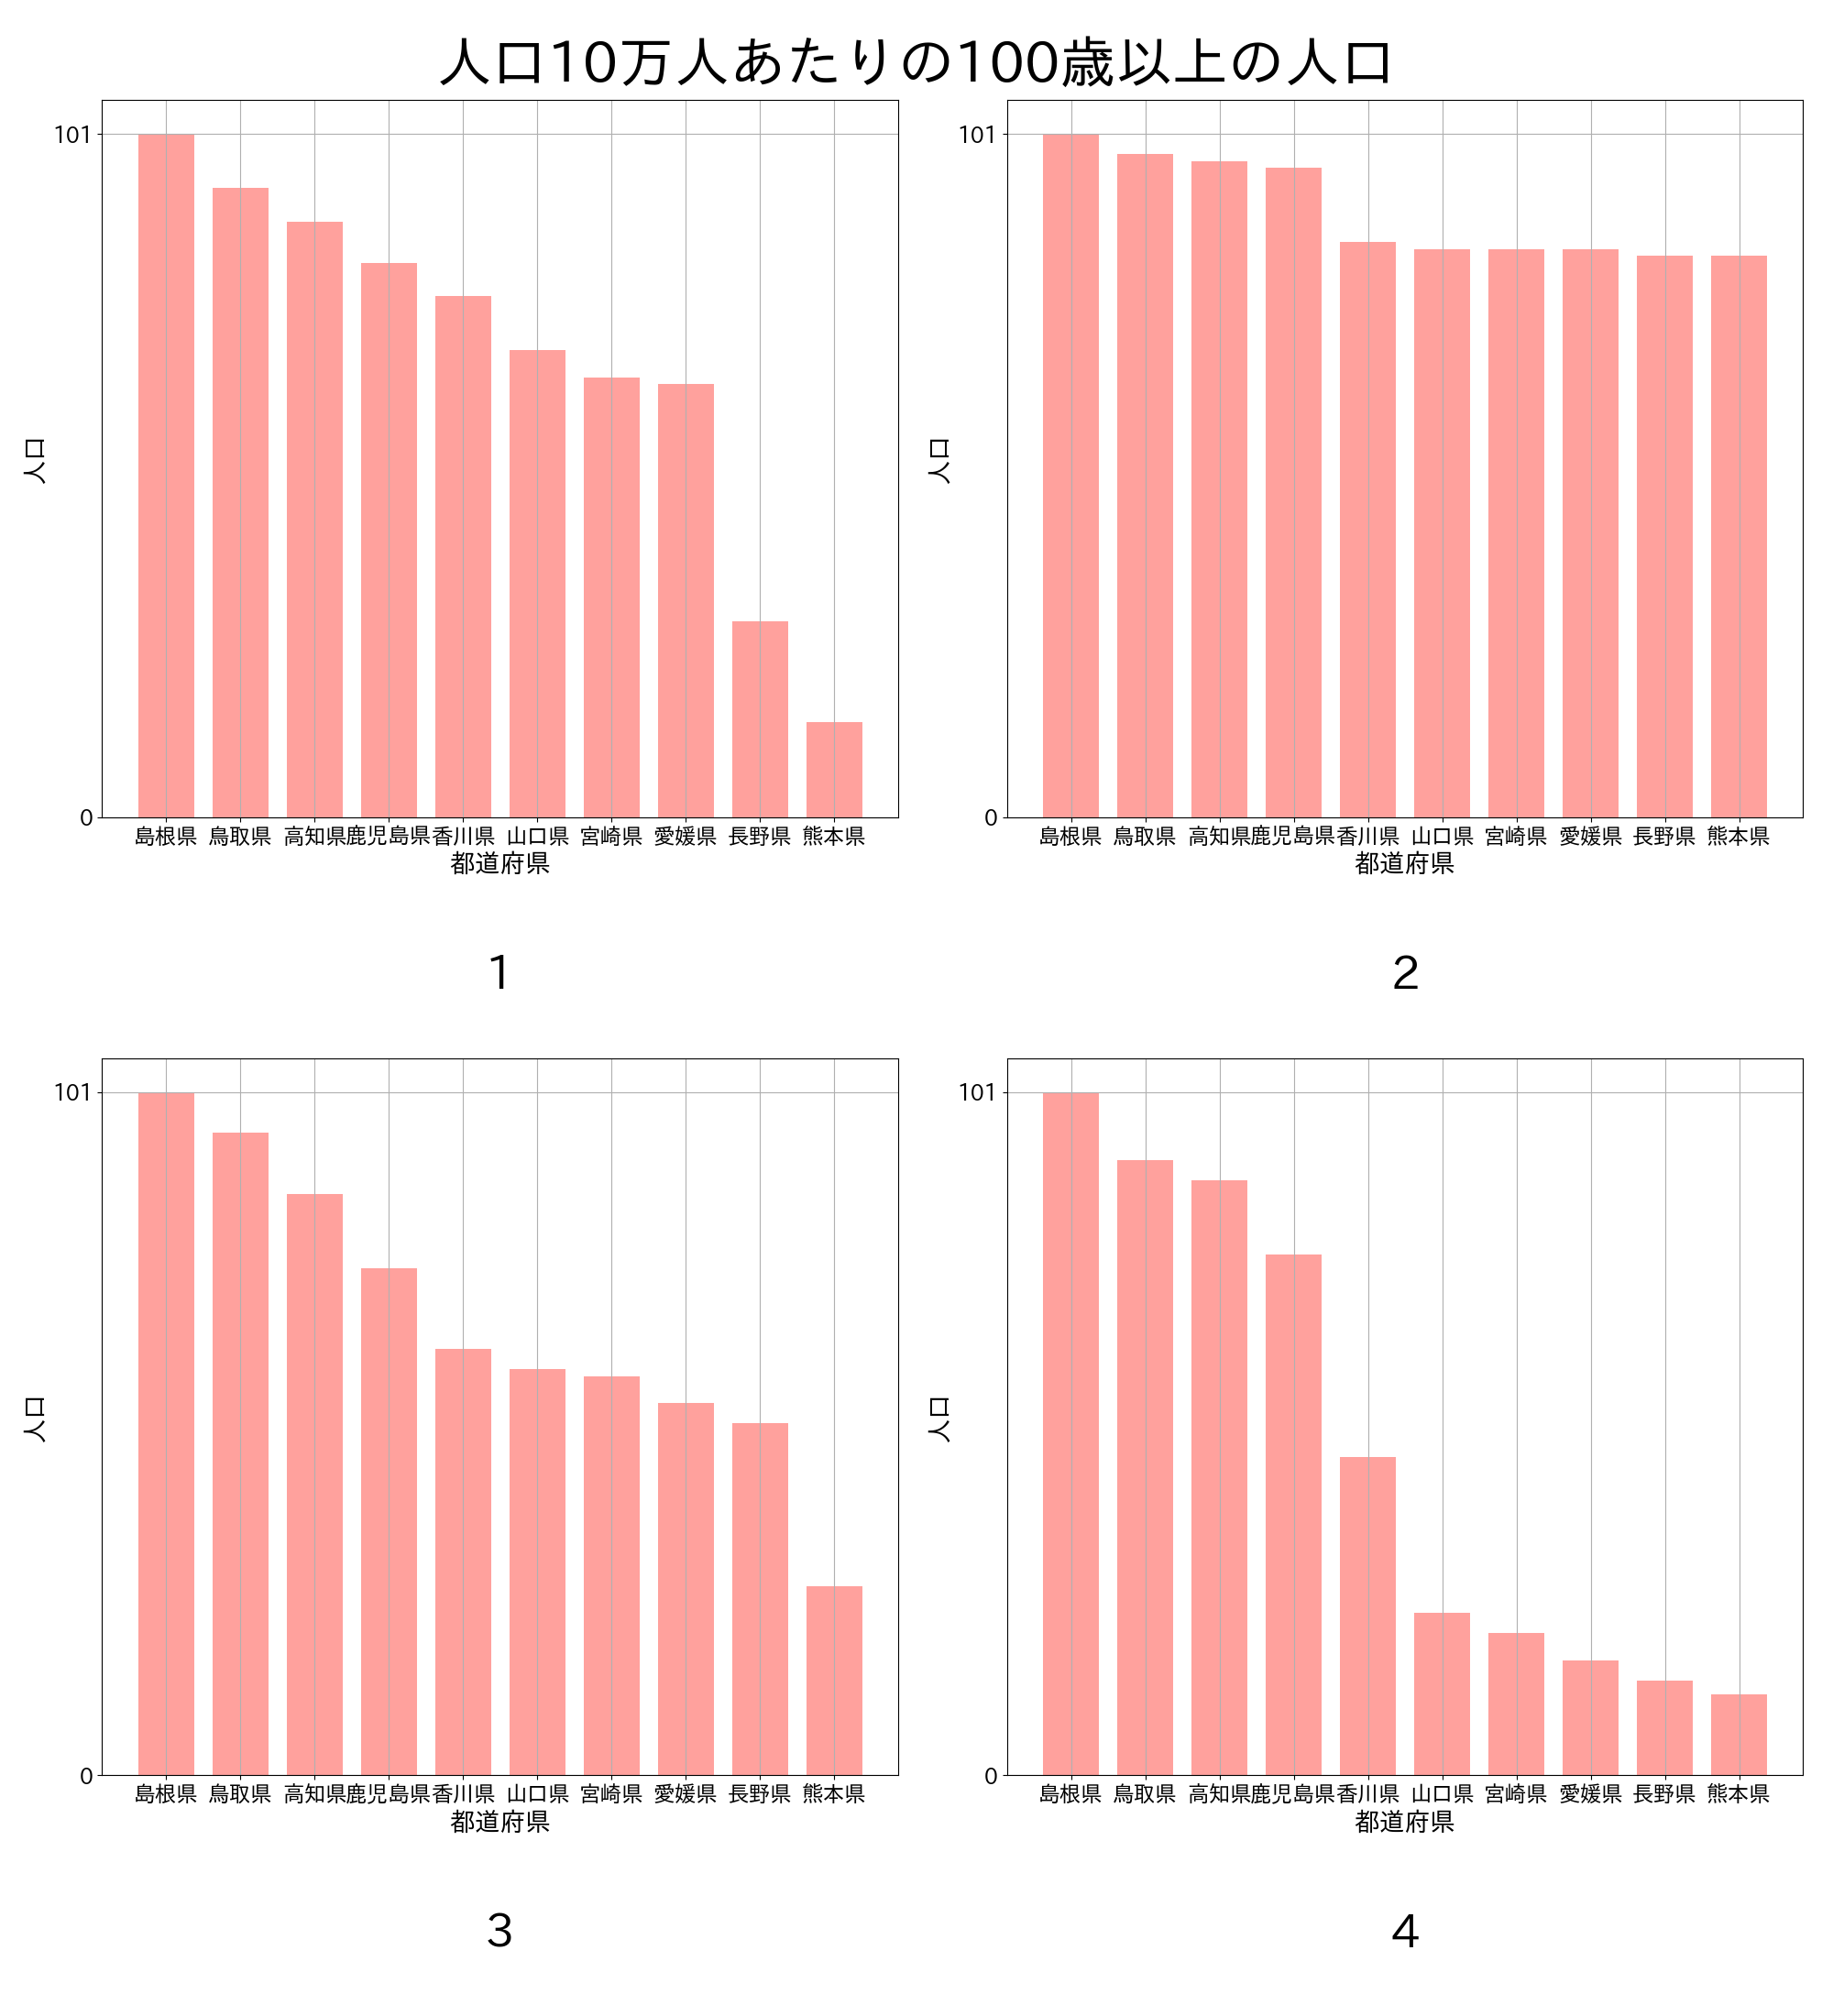 人口10万人あたりの100歳以上の人口
人口
101
0
島根県 鳥取県 高知県 鹿児島県 香川県 山口県 宮崎県 愛媛県 長野県 熊本県
都道府県
1
人口
101
0
島根県 鳥取県 高知県 鹿児島県 香川県 山口県 宮崎県 愛媛県 長野県 熊本県
都道府県
2
人口
101
0
島根県 鳥取県 高知県 鹿児島県 香川県 山口県 宮崎県 愛媛県 長野県 熊本県
都道府県
3
人口
101
0
島根県 鳥取県 高知県 鹿児島県 香川県 山口県 宮崎県 愛媛県 長野県 熊本県
都道府県
4